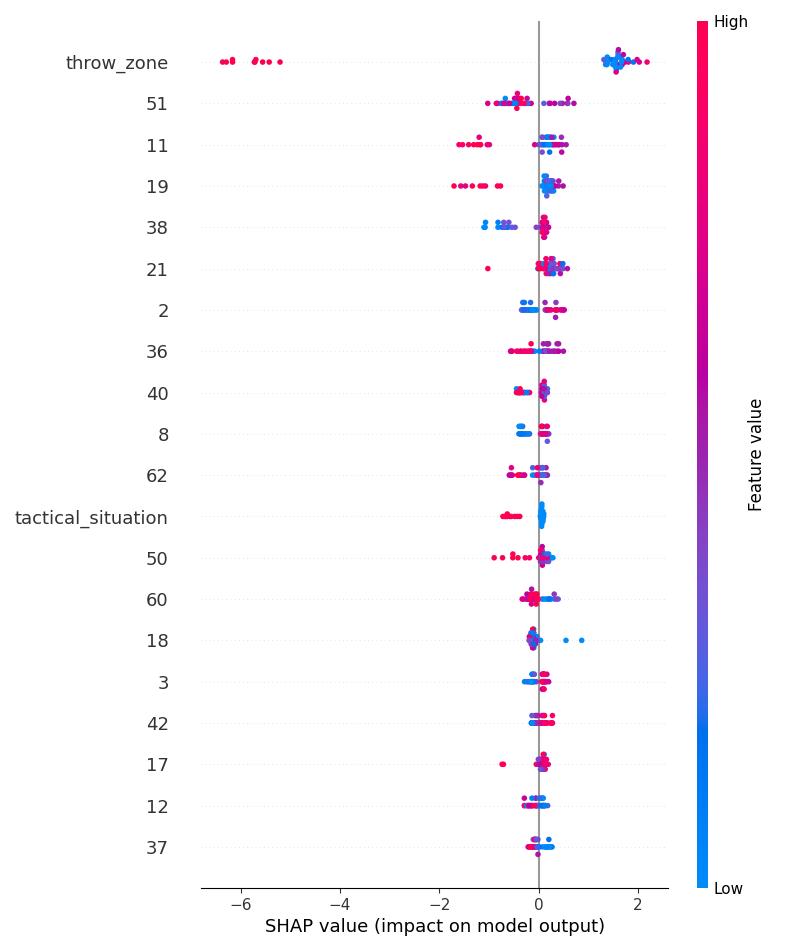 High
throw_zone
51
11
19
38
21
2
36
40
8
62
tactical_situation
50
60
18
3
42
17
12
37
Feature value
Low
−6 −4 −2 0 2
SHAP value (impact on model output)